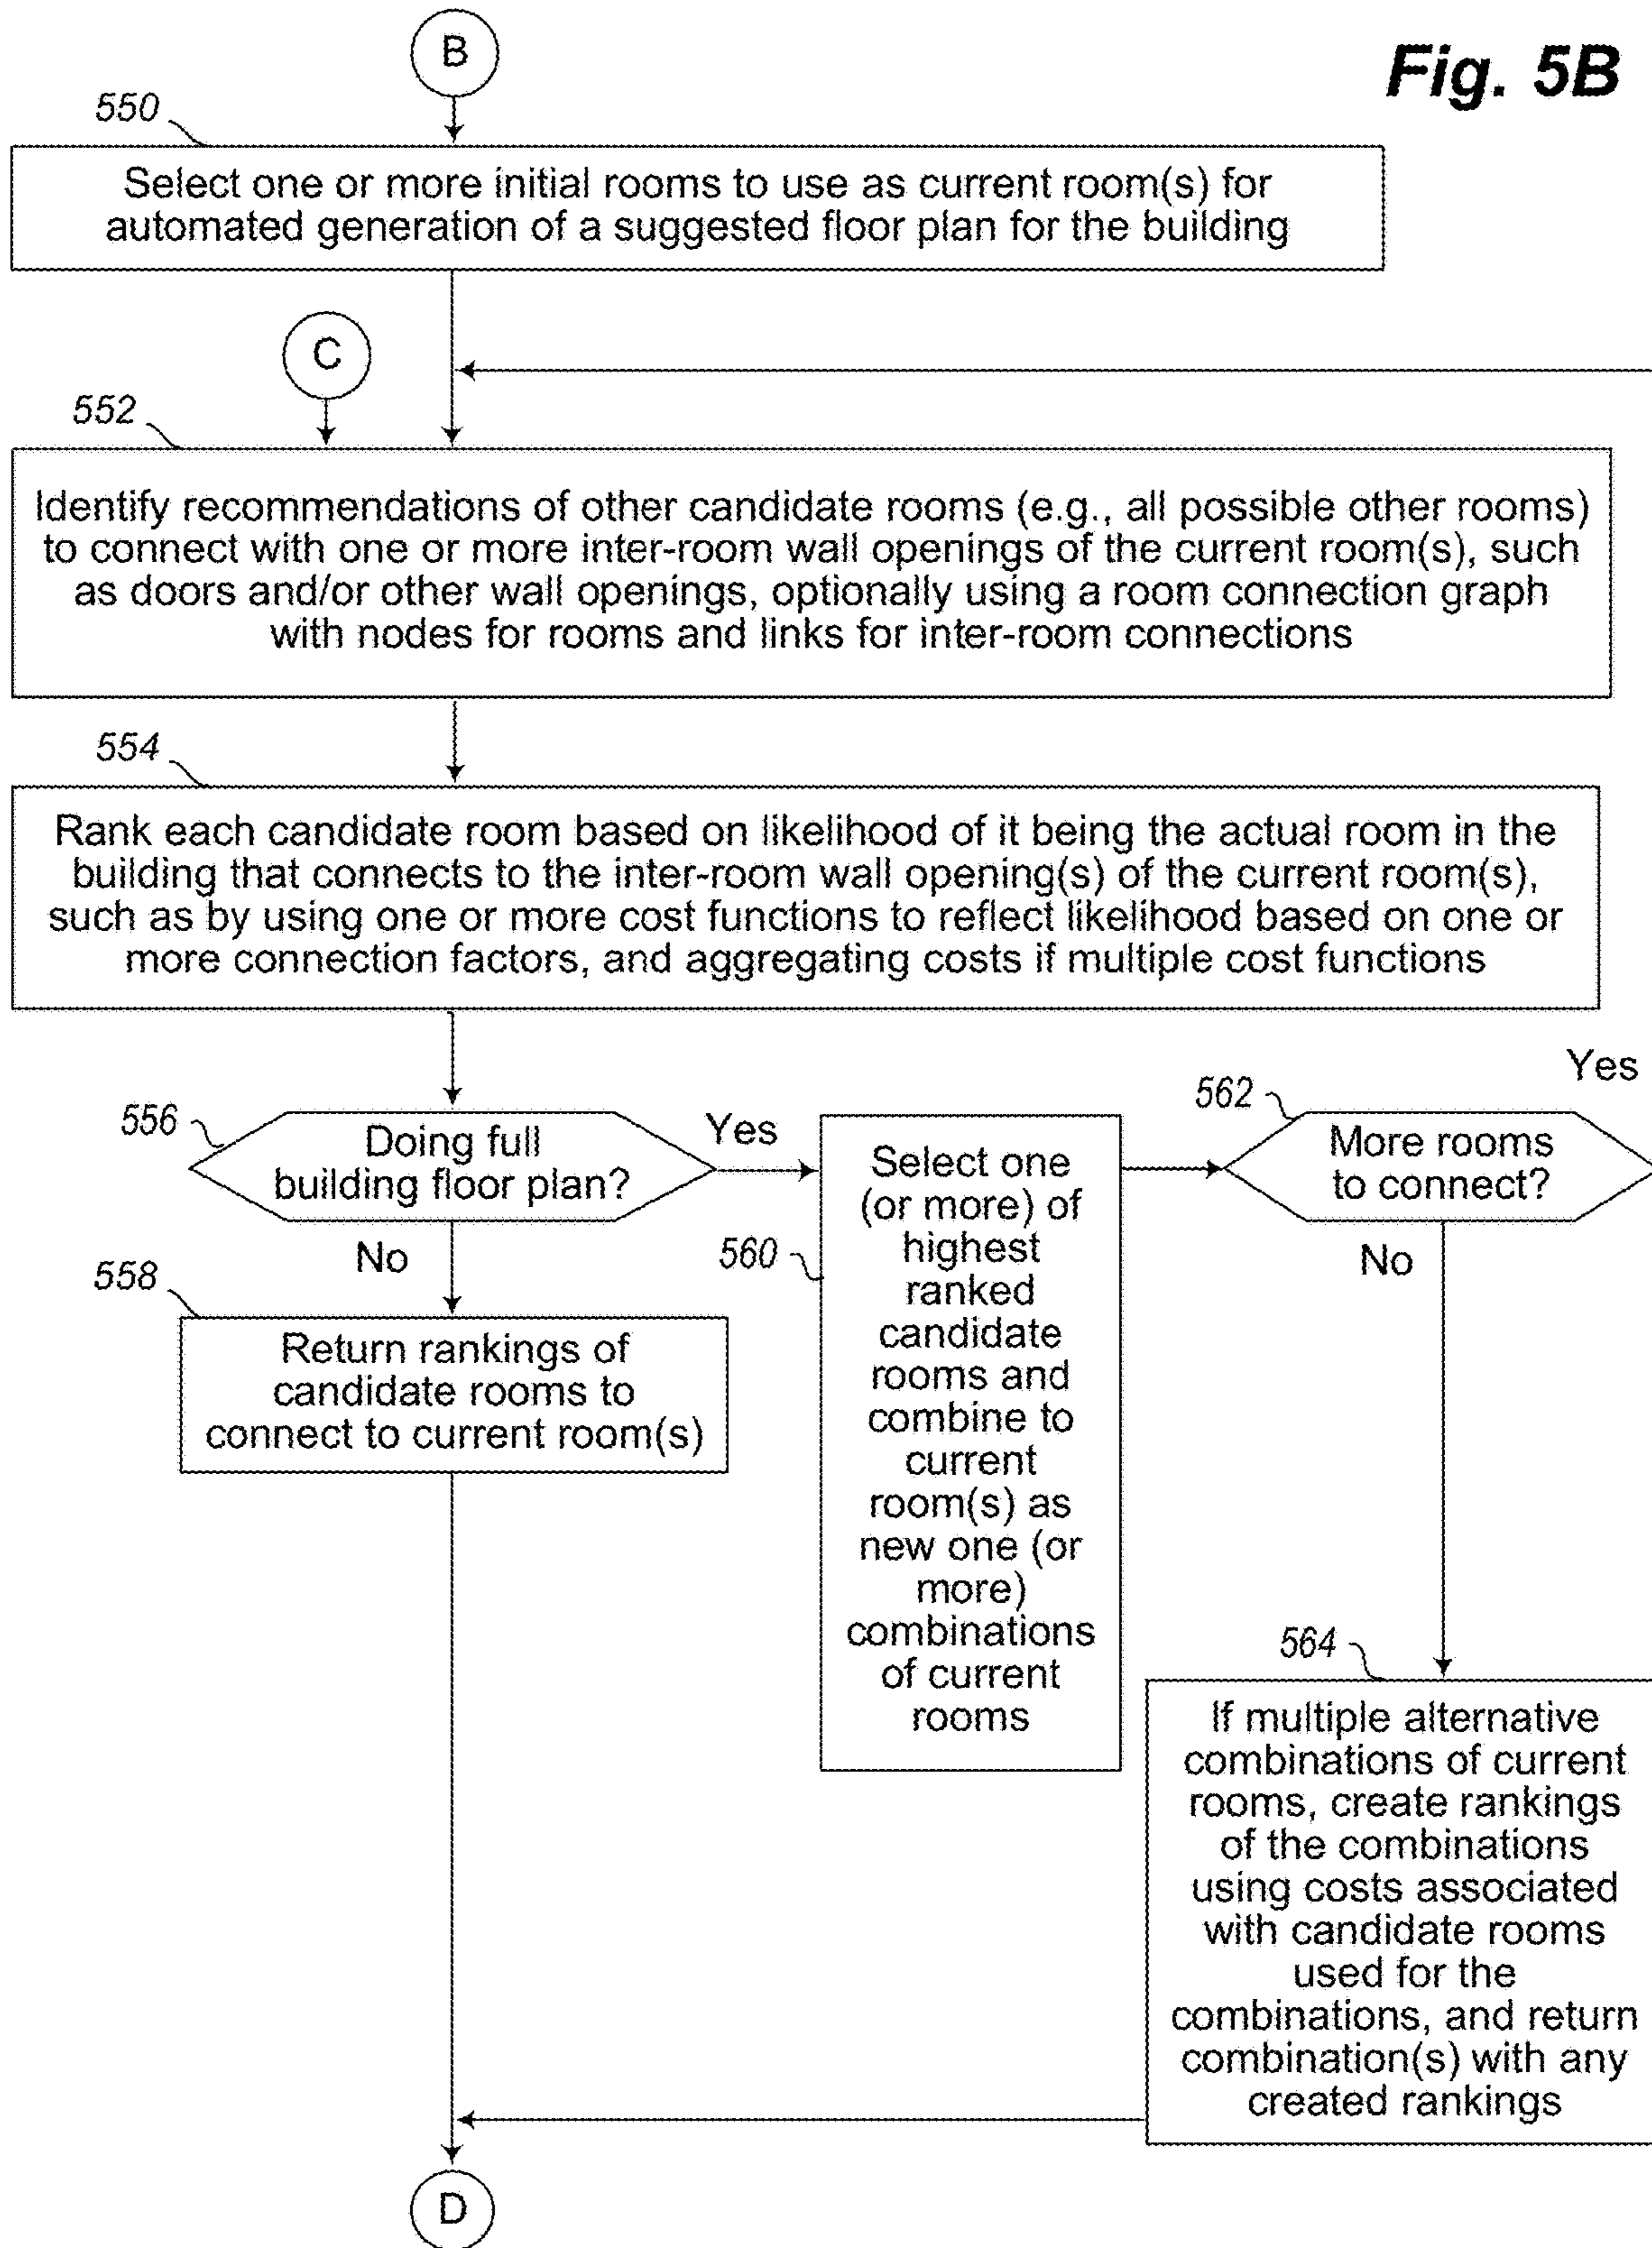 B
Fig. 5B
550
Select one or more initial rooms to use as current room(s) for
automated generation of a suggested floor plan for the building
C
552
Identify recommendations of other candidate rooms (e.g., all possible other rooms)
to connect with one or more inter-room wall openings of the current room(s), such
as doors and/or other wall openings, optionally using a room connection graph
with nodes for rooms and links for inter-room connections
554
Rank each candidate room based on likelihood of it being the actual room in the
building that connects to the inter-room wall opening(s) of the current room(s),
such as by using one or more cost functions to reflect likelihood based on one or
more connection factors, and aggregating costs if multiple cost functions
556
Doing full
building floor plan?
Yes
No
558
Return rankings of
candidate rooms to
connect to current room(s)
560
Select one
(or more) of
highest
ranked
candidate
rooms and
combine to
current
room(s) as
new one (or
more)
combinations
of current
rooms
562
More rooms
to connect?
Yes
No
564
If multiple alternative
combinations of current
rooms, create rankings
of the combinations
using costs associated
with candidate rooms
used for the
combinations, and return
combination(s) with any
created rankings
D